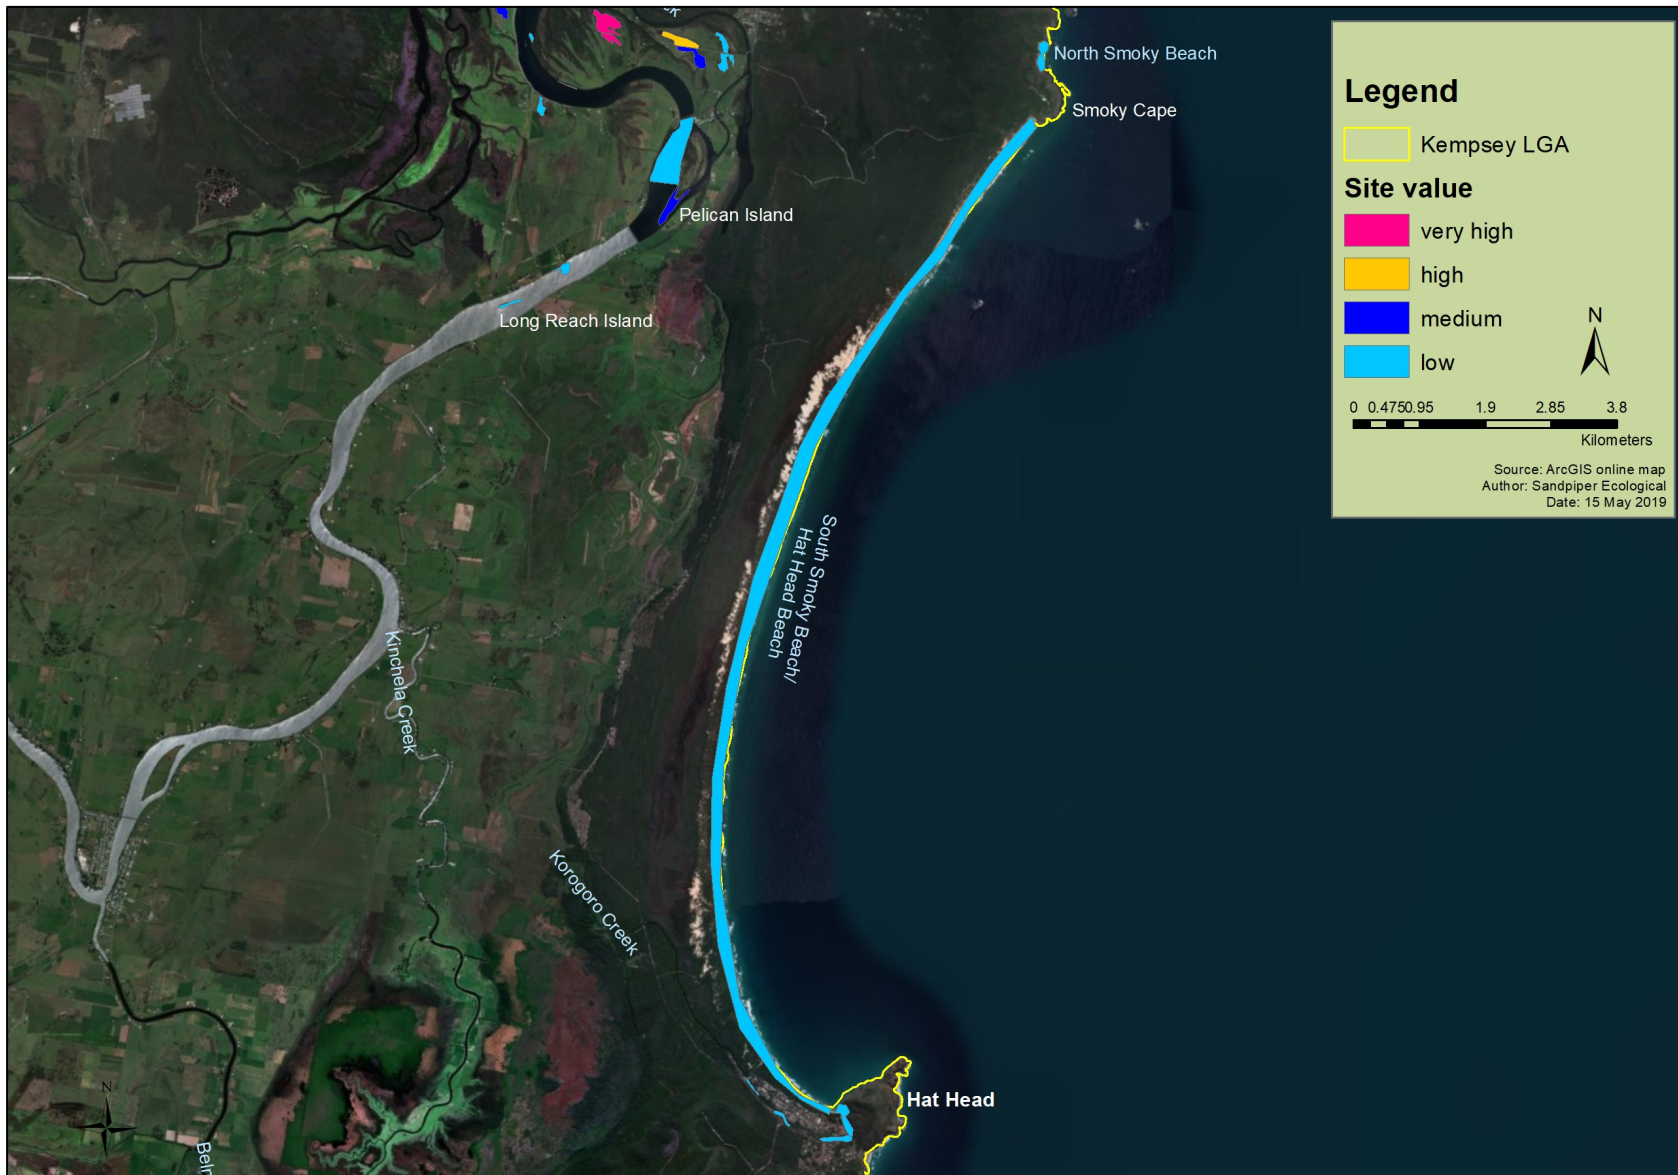 North Smoky Beach
Smoky Cape
Pelican Island
Long Reach Island
South Smoky Beach/
Hat Head Beach
Kinchela Creek
Korogoro Creek
Hat Head
N
Legend
Kempsey LGA
Site value
very high
high
medium
low
N
0 0.475 0.95 1.9 2.85 3.8
Kilometers
Source: ArcGIS online map
Author: Sandpiper Ecological
Date: 15 May 2019